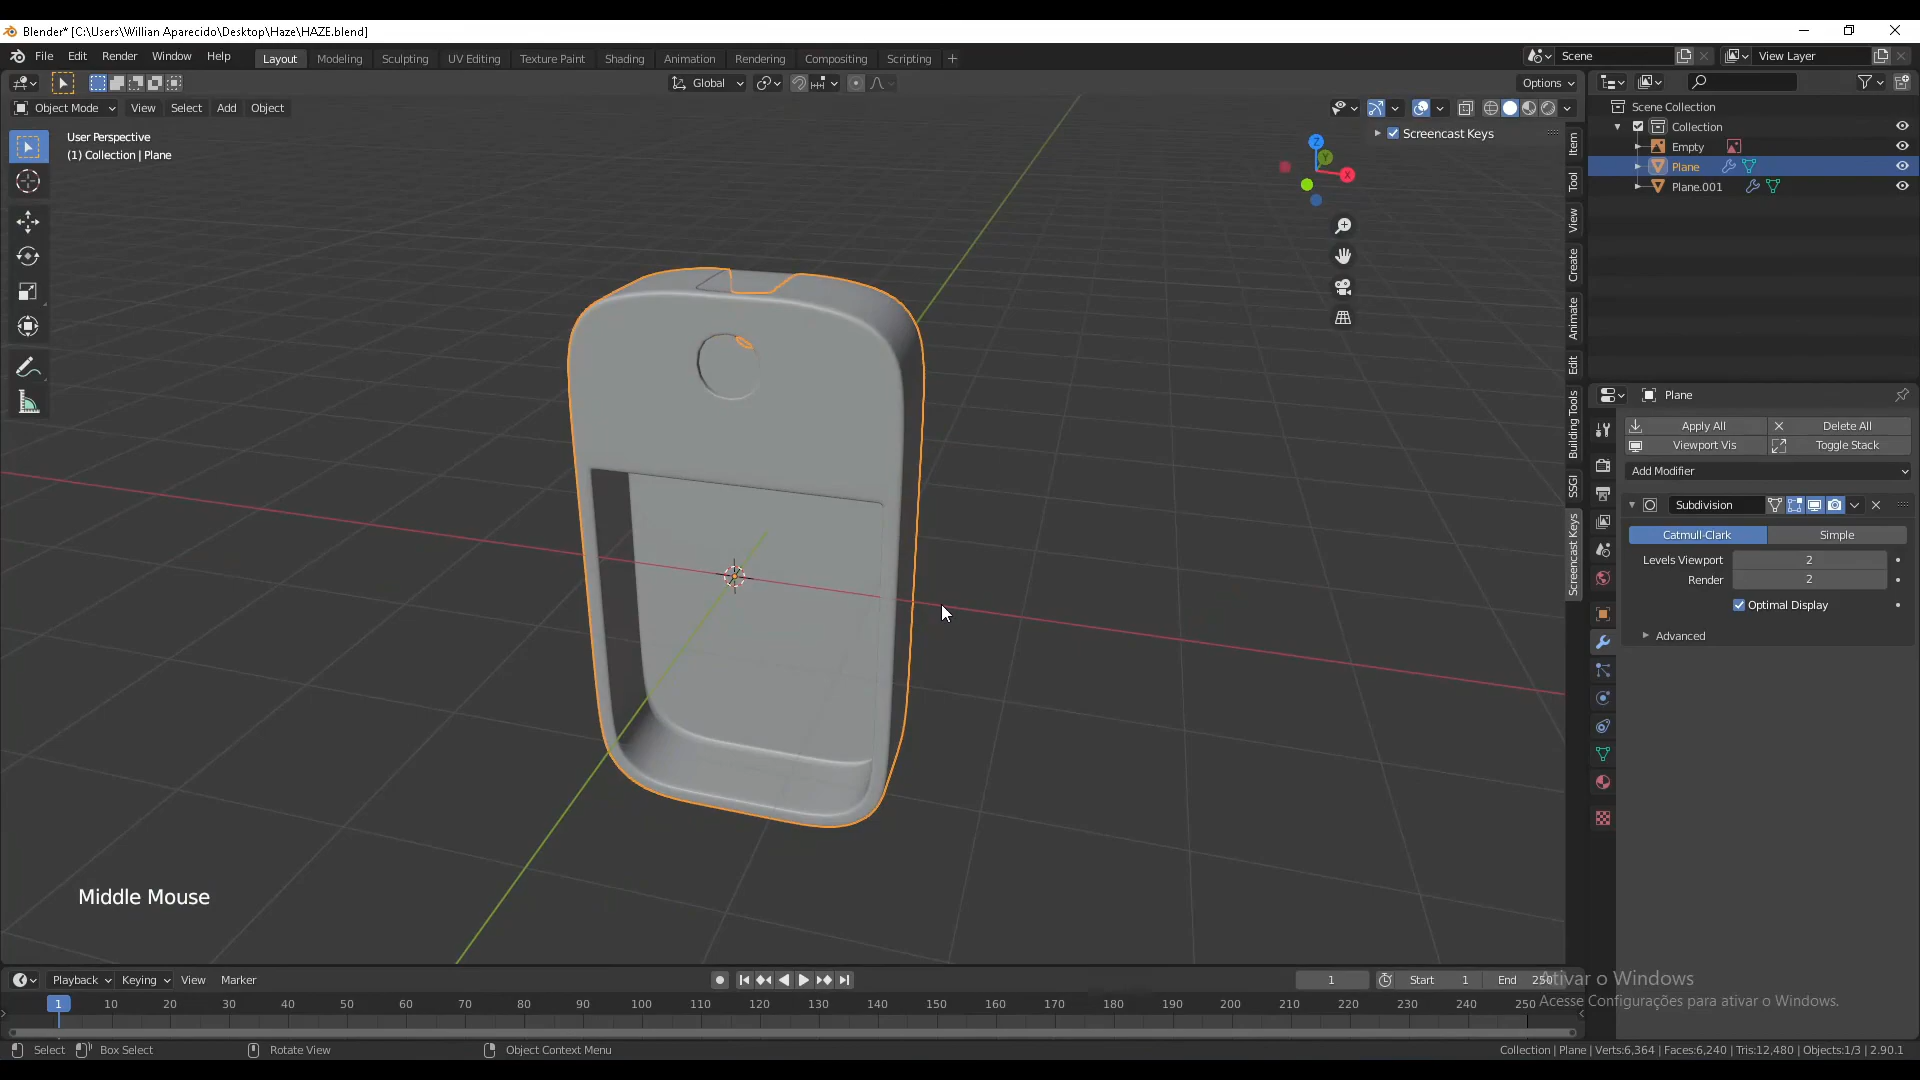 Blender* [C:\Users\Willian Aparecido\Desktop\Haze\HAZE.blend]
File Edit Render Window Help Layout Modeling Sculpting UV Editing Texture Paint Shading Animation Rendering Compositing Scripting + Scene View Layer
Global Options
Object Mode View Select Add Object
User Perspective
(1) Collection | Plane
Screencast Keys
Z
Y
X
Item
Tool
View
Create
Animate
Edit
Building Tools
SSGI
Screencast Keys
Scene Collection
Collection
Empty
Plane
Plane.001
Plane
Apply All Delete All
Viewport Vis Toggle Stack
Add Modifier
Subdivision
Catmull-Clark Simple
Levels Viewport 2
Render 2
Optimal Display
Advanced
Middle Mouse
Ativar o Windows
Acesse Configurações para ativar o Windows.
Playback Keying View Marker 1 Start 1 End 250
1 10 20 30 40 50 60 70 80 90 100 110 120 130 140 150 160 170 180 190 200 210 220 230 240 250
Select Box Select Rotate View Object Context Menu Collection | Plane | Verts:6,364 | Faces:6,240 | Tris:12,480 | Objects:1/3 | 2.90.1